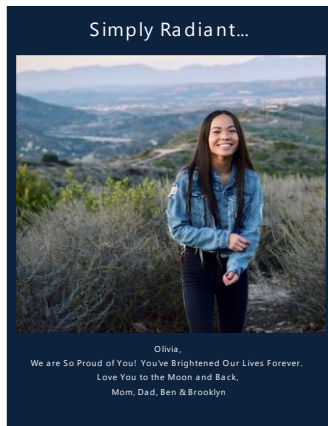 Simply Radiant...
Olivia,
We are So Proud of You! You've Brightened Our Lives Forever.
Love You to the Moon and Back,
Mom, Dad, Ben & Brooklyn